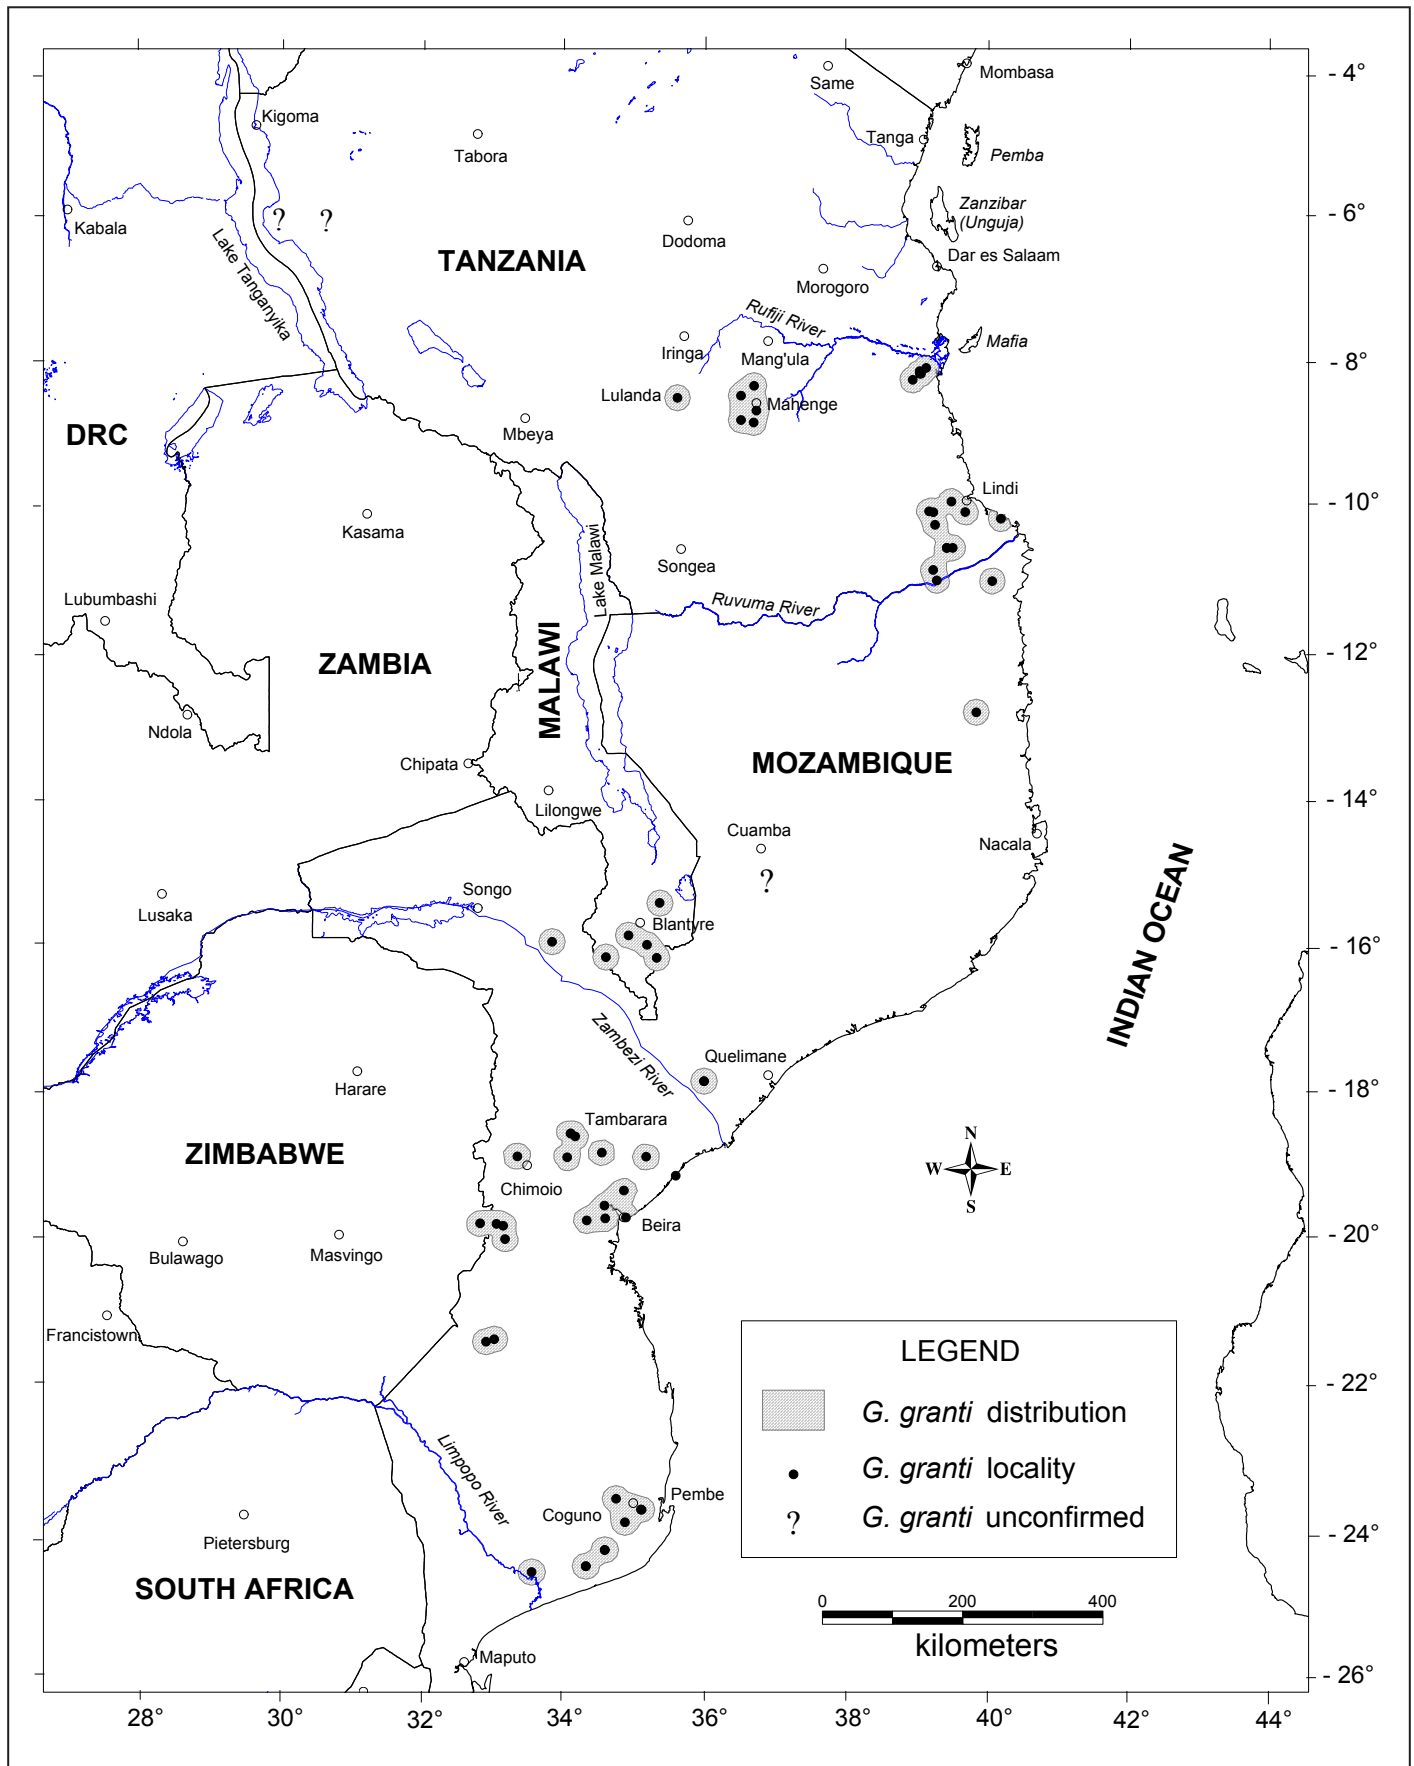 - 4°
Mombasa
Same
Kigoma
Tanga
Tabora
Pemba
Zanzibar
(Unguja)
- 6°
?
?
Kabala
Dodoma
Dar es Salaam
Lake Tanganyika
TANZANIA
Morogoro
Rufiji River
Mafia
Iringa
Mang'ula
- 8°
Lulanda
Mahenge
DRC
Mbeya
Lindi
- 10°
Kasama
Lake Malawi
Songea
Lubumbashi
Ruvuma River
ZAMBIA
MALAWI
- 12°
Ndola
Chipata
MOZAMBIQUE
Lilongwe
- 14°
Cuamba
Nacala
?
Songo
Lusaka
Blantyre
- 16°
INDIAN OCEAN
Zambezi River
Quelimane
Harare
- 18°
Tambarara
ZIMBABWE
N
W
E
S
Chimoio
Beira
- 20°
Bulawago
Masvingo
Francistown
LEGEND
- 22°
G. granti distribution
Limpopo River
G. granti locality
Pembe
Coguno
? G. granti unconfirmed
- 24°
Pietersburg
SOUTH AFRICA
0 200 400
kilometers
Maputo
- 26°
28° 30° 32° 34° 36° 38° 40° 42° 44°